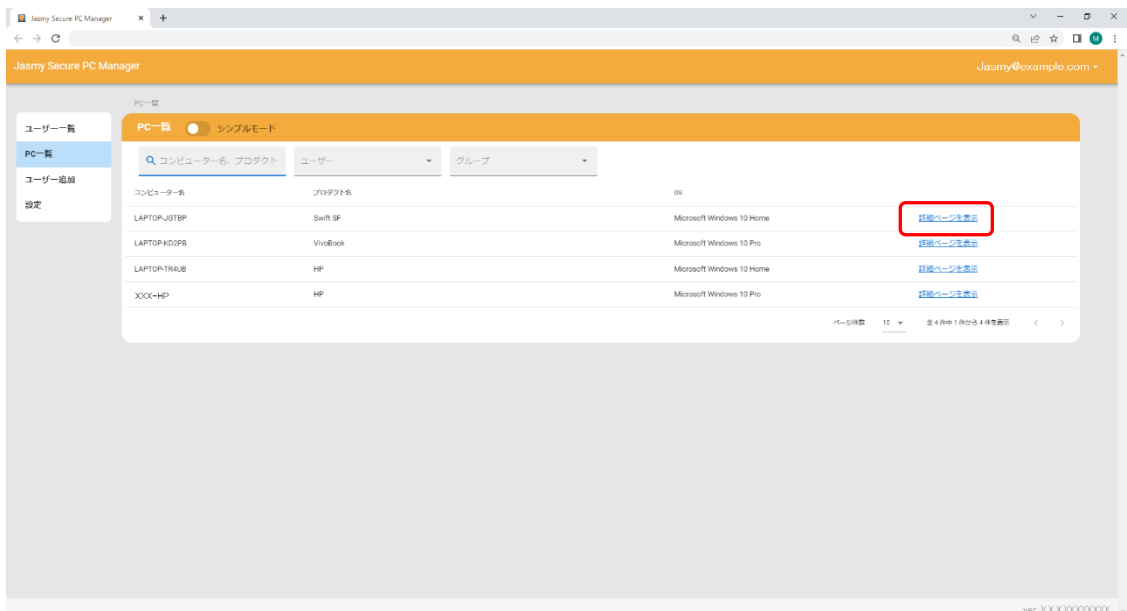 Jasmy Secure PC Manager
Jasmy Secure PC Manager
Jasmy@example.com
PC一覧
ユーザー一覧
PC一覧
ユーザー追加
設定
PC一覧 シンプルモード
コンピューター名、プロダクト ユーザー グループ
コンピューター名 プロダクト名 OS
LAPTOP-JGTBP Swift SF Microsoft Windows 10 Home 詳細ページを表示
LAPTOP-KD2PB VivoBook Microsoft Windows 10 Pro 詳細ページを表示
LAPTOP-TR4UB HP Microsoft Windows 10 Home 詳細ページを表示
XXX-HP HP Microsoft Windows 10 Pro 詳細ページを表示
ページ件数 10 全 4 件中 1 件から 4 件を表示